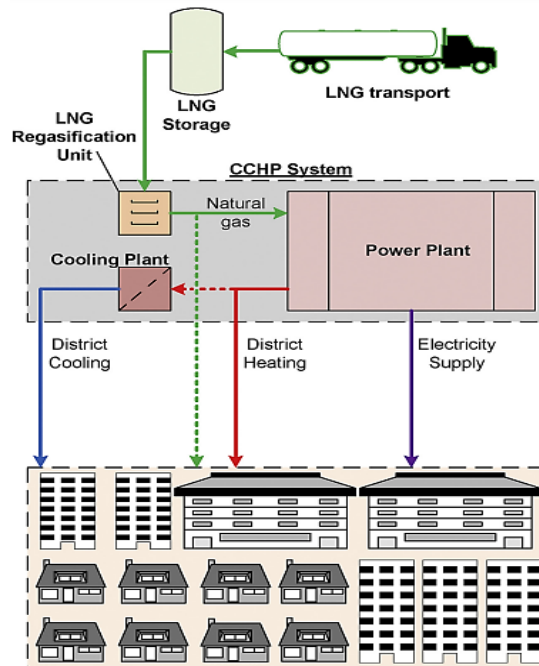 LNG
Storage
LNG transport
LNG
Regasification
Unit
CCHP System
Natural
gas
Power Plant
Cooling Plant
District
Cooling
District
Heating
Electricity
Supply